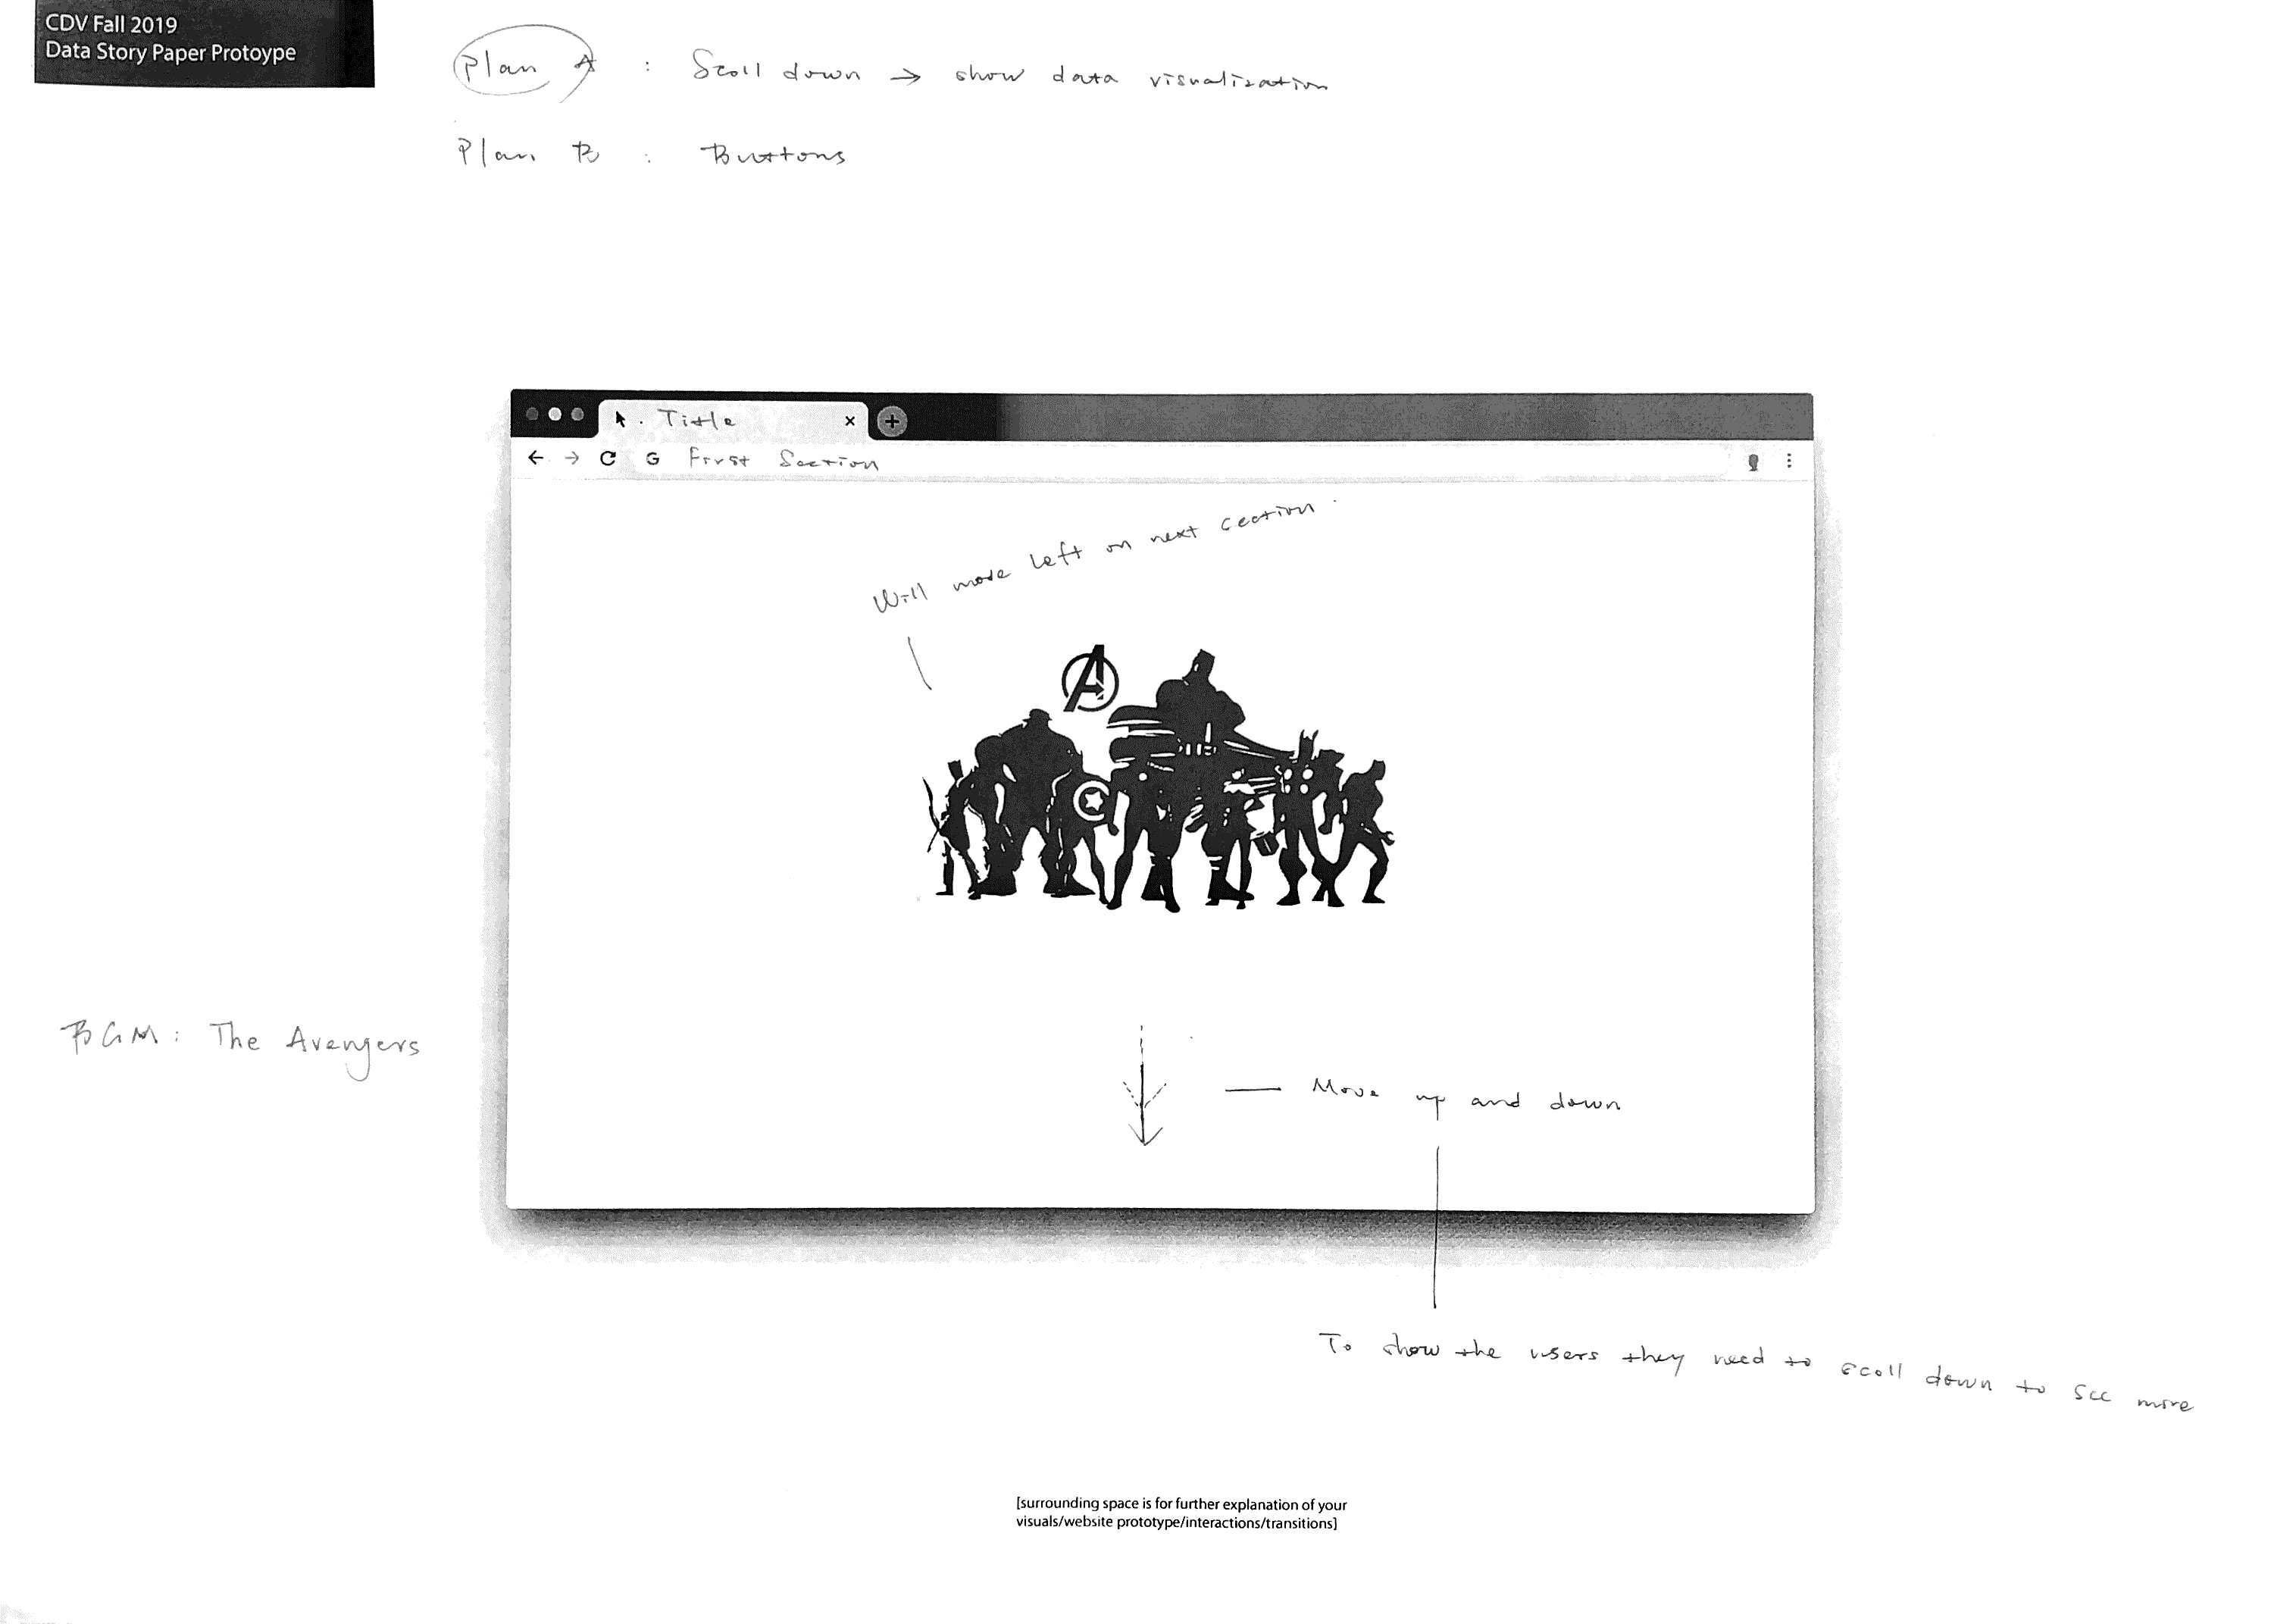 CDV Fall 2019
Data Story Paper Protoype
Plan A : Scoll down → show data visualization
Plan B : Buttons
Title
First Section
Will move left on next cection
BGM: The Avengers
Move up and down
To show the users they need to scoll down to see more
[surrounding space is for further explanation of your
visuals/website prototype/interactions/transitions]